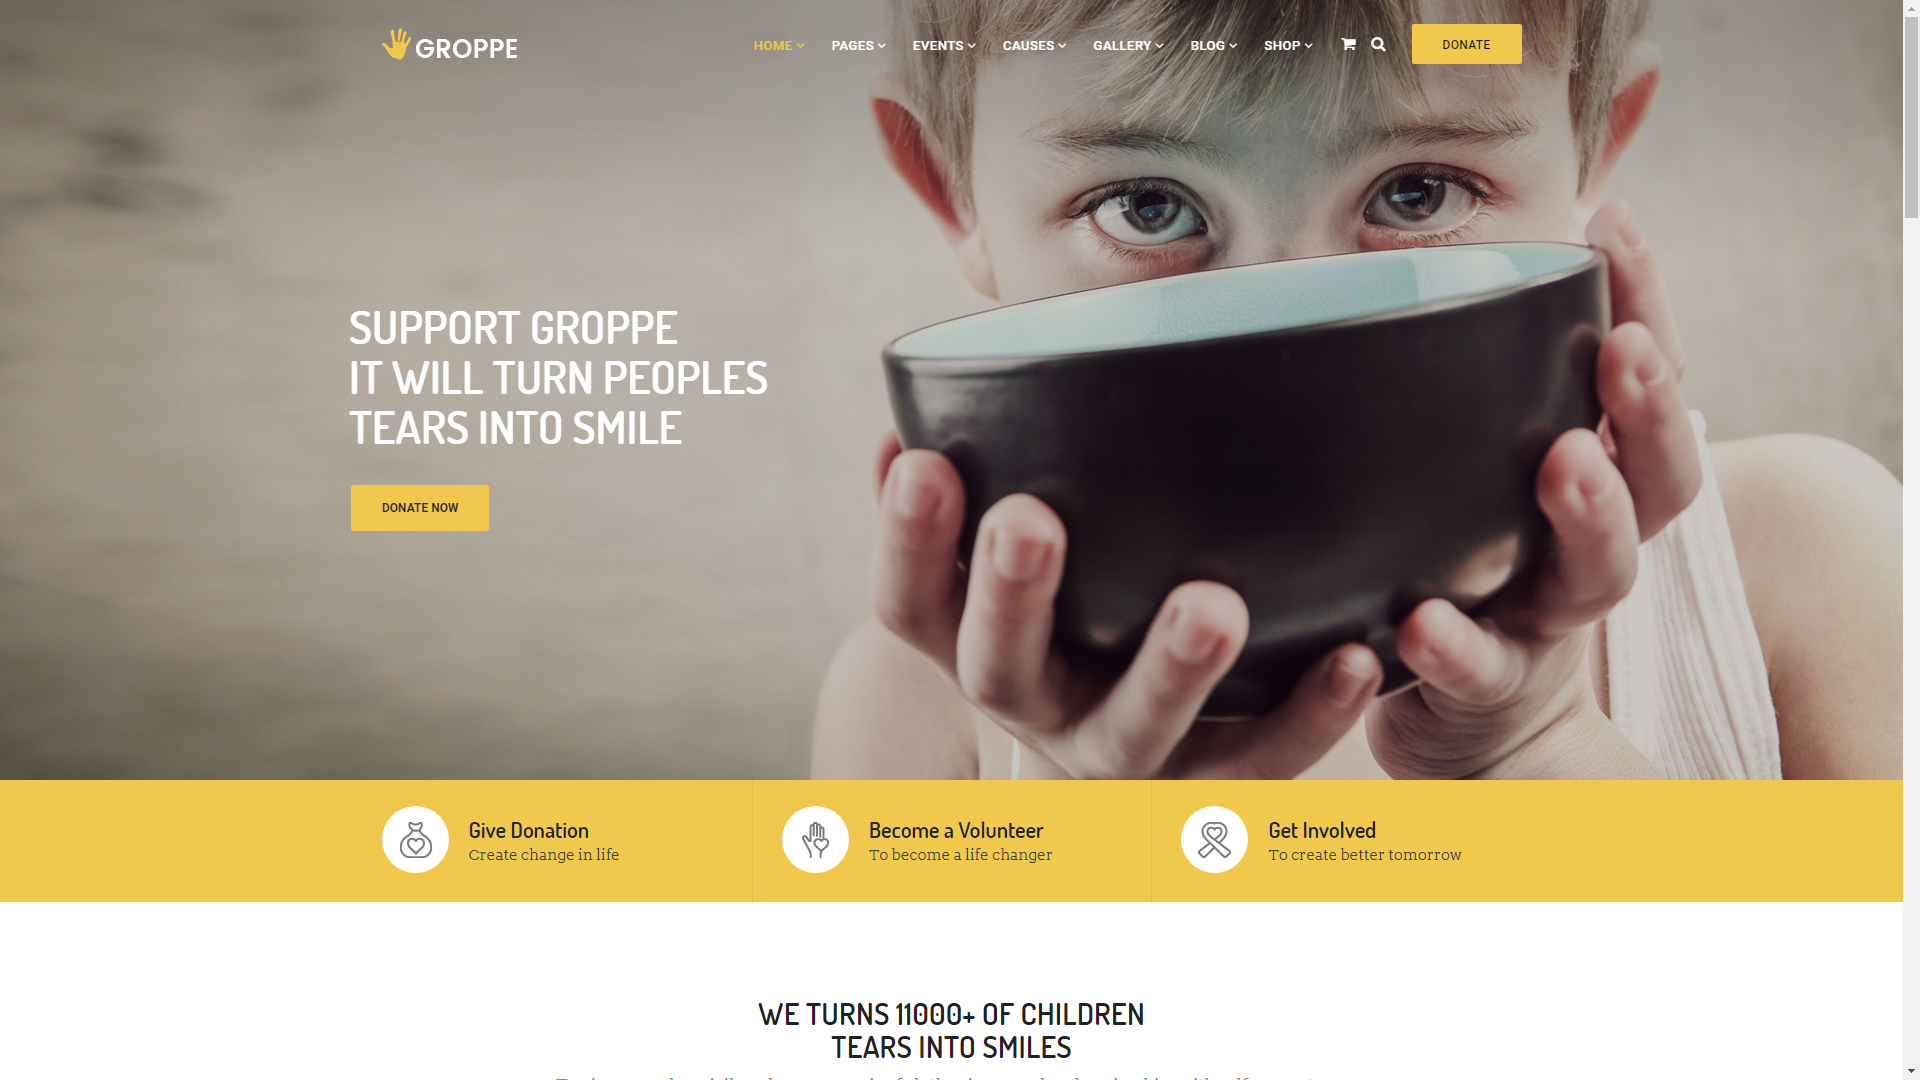 GROPPE
HOME PAGES EVENTS CAUSES GALLERY BLOG SHOP DONATE
SUPPORT GROPPE
IT WILL TURN PEOPLES
TEARS INTO SMILE
DONATE NOW
Give Donation
Create change in life
Become a Volunteer
To become a life changer
Get Involved
To create better tomorrow
WE TURNS 11000+ OF CHILDREN
TEARS INTO SMILES